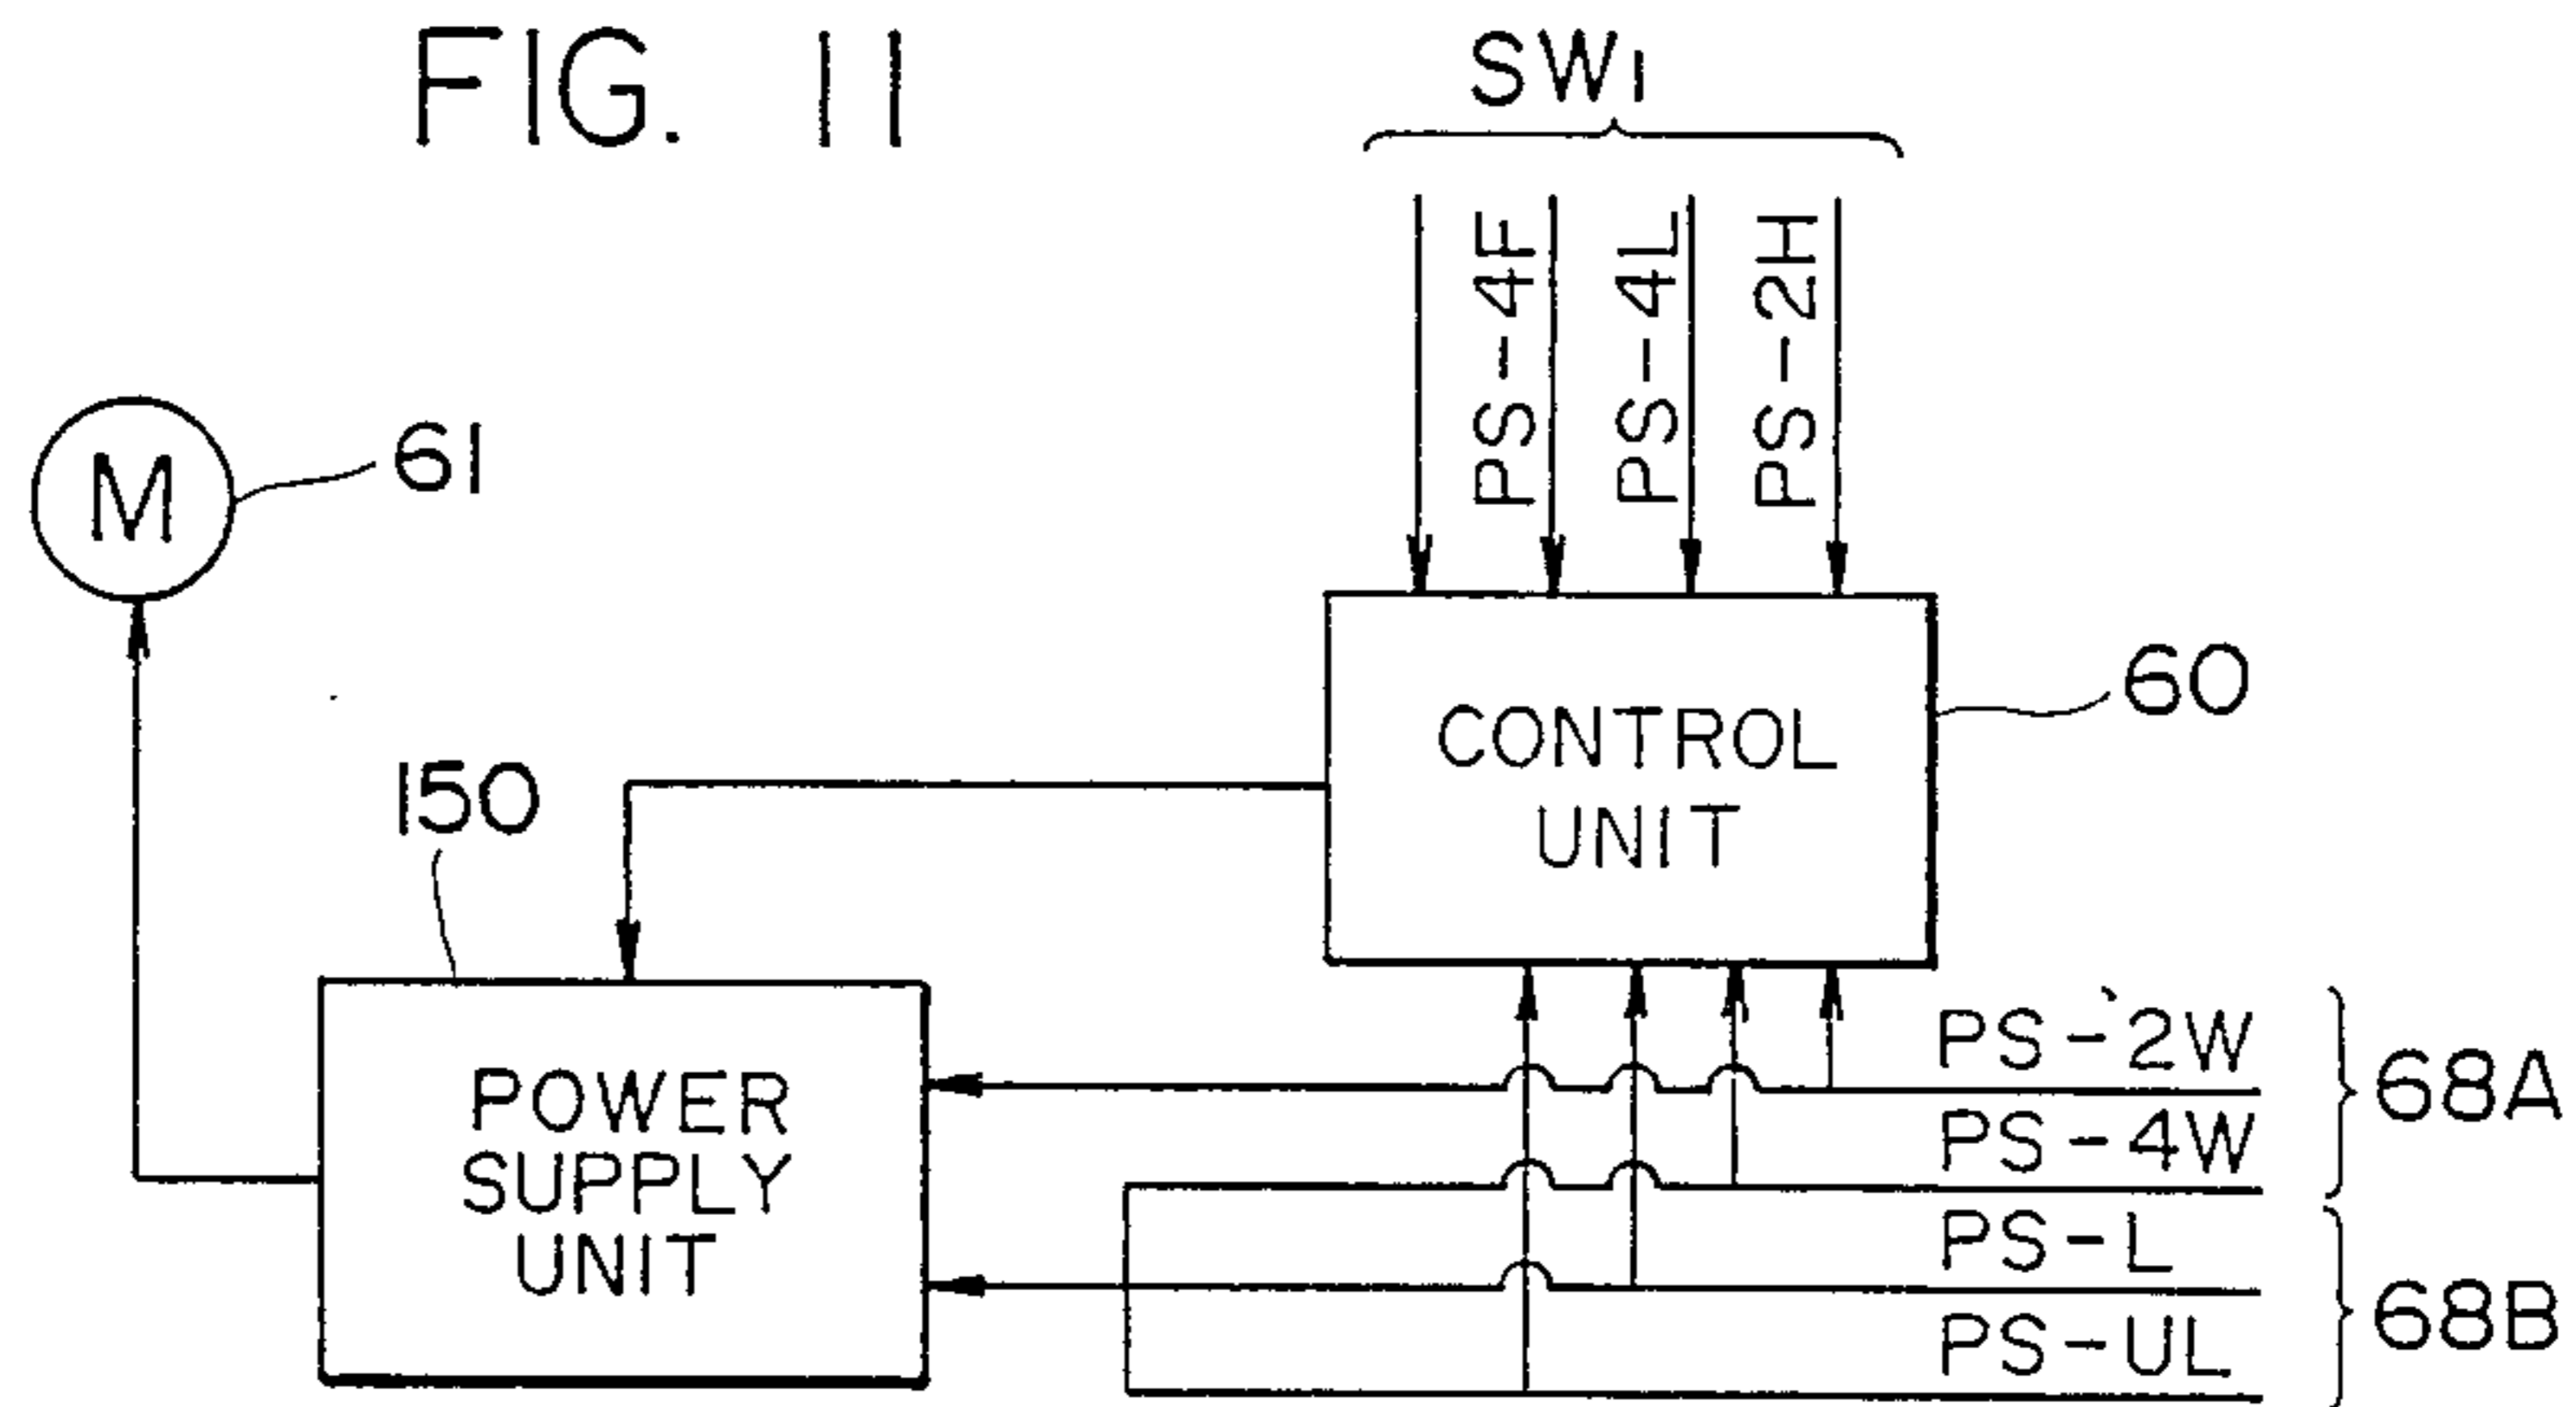 FIG. 11
SW1
PS-4F
PS-4L
PS-2H
M
61
60
CONTROL
UNIT
150
POWER
SUPPLY
UNIT
PS-2W
PS-4W
68A
PS-L
PS-UL
68B